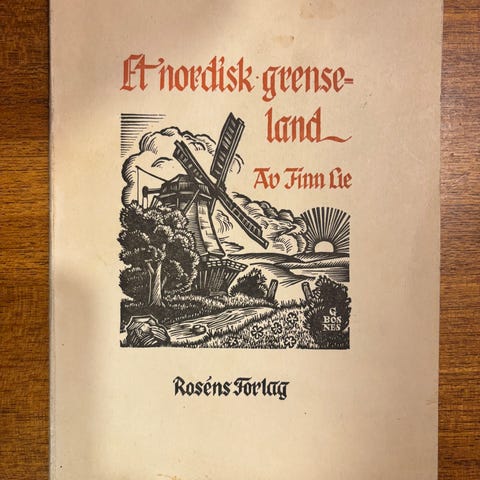 Et nordisk grense=
land
Av Finn Lie
G
BOS
NES
Roséns Forlag